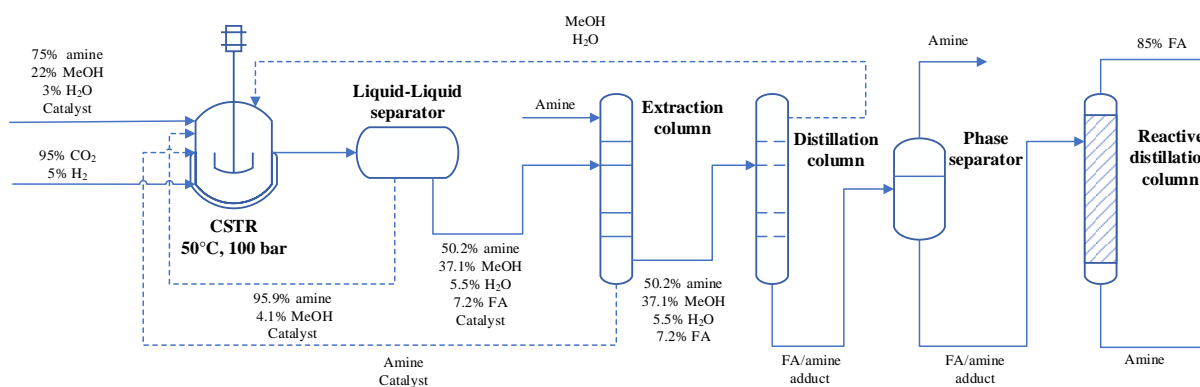 75% amine
22% MeOH
3% H₂O
Catalyst
95% CO₂
5% H₂
CSTR
50°C, 100 bar
Liquid-Liquid
separator
95.9% amine
4.1% MeOH
Catalyst
50.2% amine
37.1% MeOH
5.5% H₂O
7.2% FA
Catalyst
Amine
Catalyst
MeOH
H₂O
Amine
Extraction
column
50.2% amine
37.1% MeOH
5.5% H₂O
7.2% FA
Distillation
column
FA/amine
adduct
Amine
Phase
separator
FA/amine
adduct
85% FA
Reactive
distillation
column
Amine